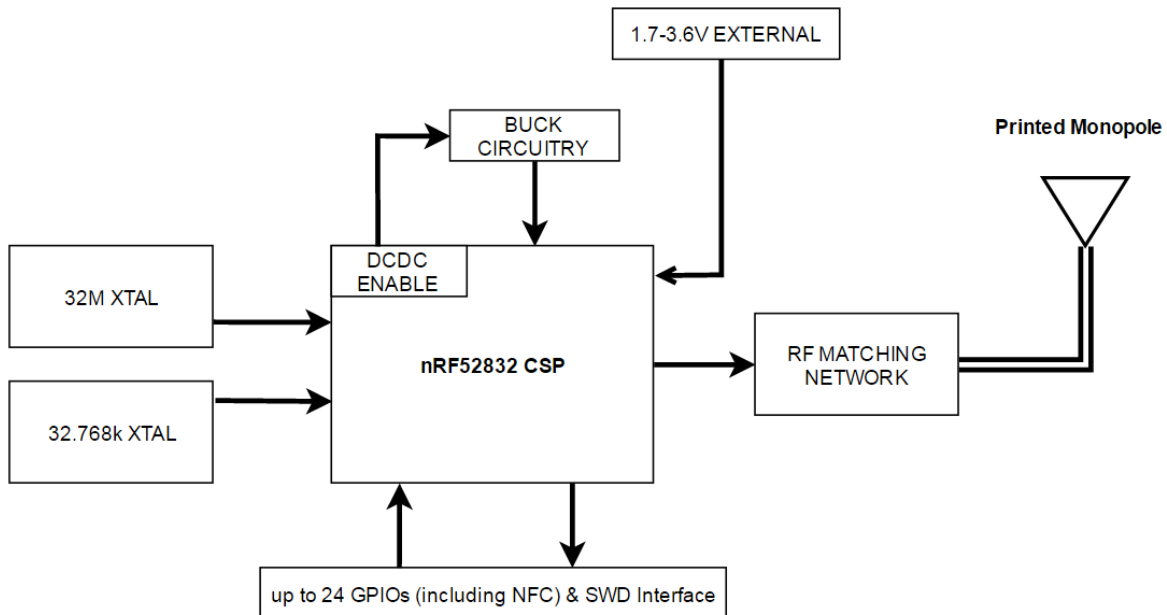 1.7-3.6V EXTERNAL
BUCK
CIRCUITRY
Printed Monopole
DCDC
ENABLE
32M XTAL
nRF52832 CSP
RF MATCHING
NETWORK
32.768k XTAL
up to 24 GPIOs (including NFC) & SWD Interface